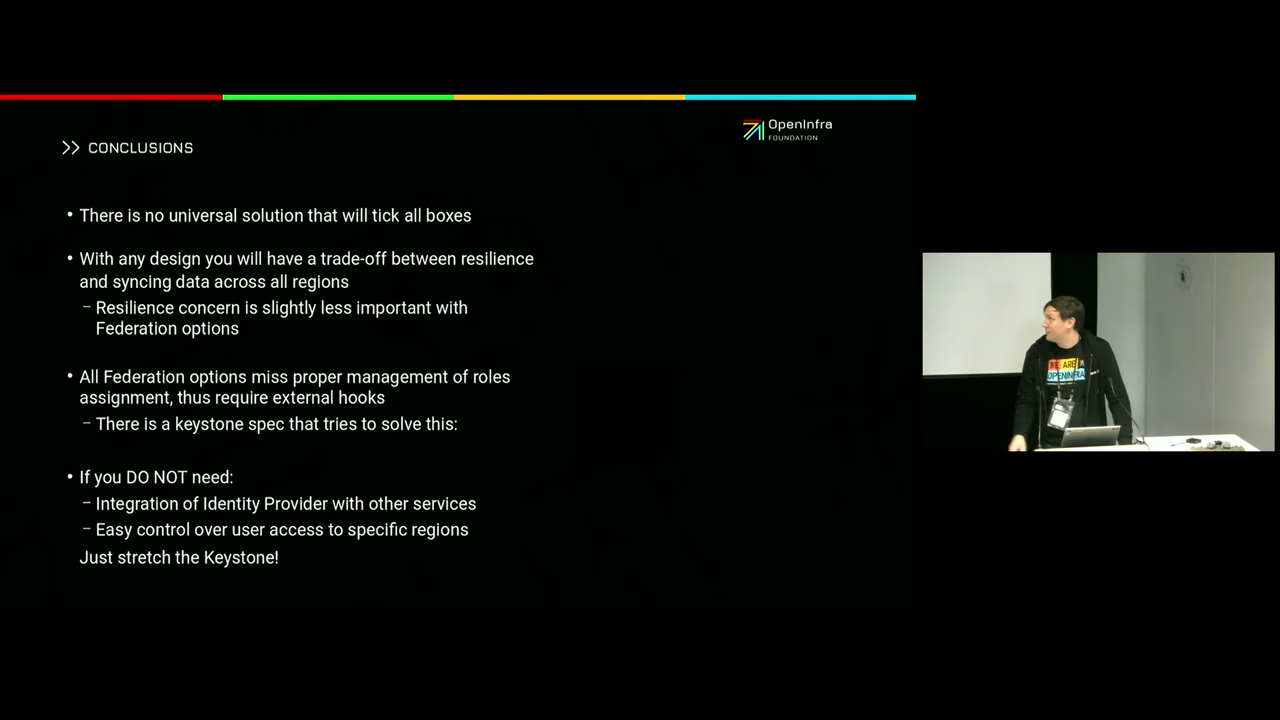 OpenInfra
FOUNDATION
CONCLUSIONS
• There is no universal solution that will tick all boxes
• With any design you will have a trade-off between resilience
and syncing data across all regions
– Resilience concern is slightly less important with
Federation options
• All Federation options miss proper management of roles
assignment, thus require external hooks
– There is a keystone spec that tries to solve this:
• If you DO NOT need:
– Integration of Identity Provider with other services
– Easy control over user access to specific regions
Just stretch the Keystone!
WE ARE
OPENINFRA